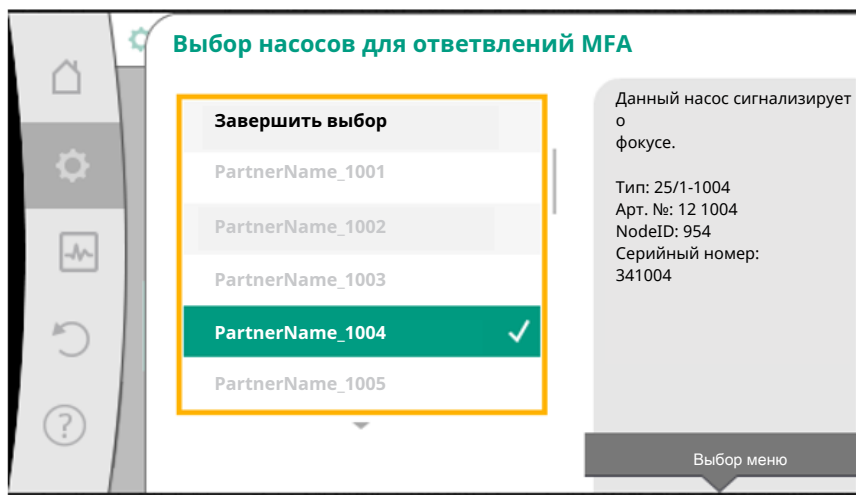 Выбор насосов для ответвлений MFA
Завершить выбор
PartnerName_1001
PartnerName_1002
PartnerName_1003
PartnerName_1004
PartnerName_1005
Данный насос сигнализирует
о
фокусе.
Тип: 25/1-1004
Арт. №: 12 1004
NodeID: 954
Серийный номер:
341004
Выбор меню